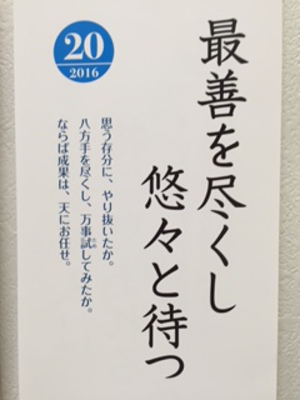 最善を尽くし
悠々と待つ
20
2016
思う存分に、やり抜いたか。
八方手を尽くし、万事試してみたか。
ならば成果は、天にお任せ。